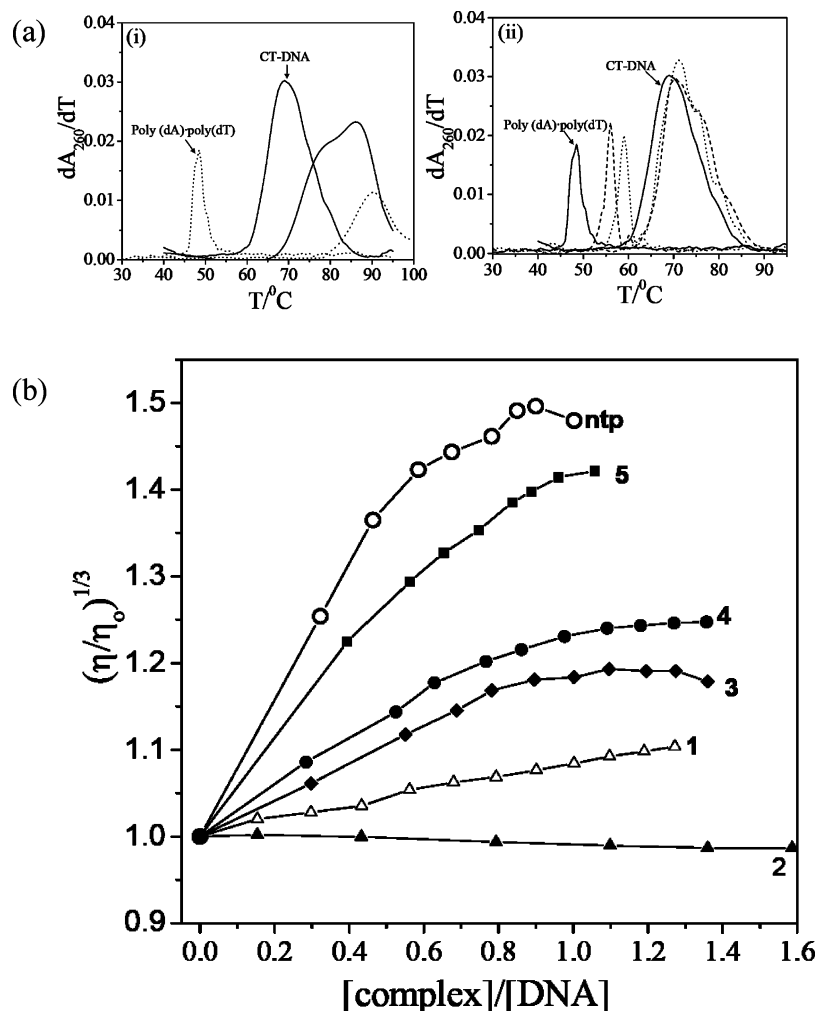 (a)
(i)
CT-DNA
Poly (dA)·poly(dT)
dA260/dT
0.04
0.03
0.02
0.01
0.00
30 40 50 60 70 80 90 100
T/⁰C
(ii)
CT-DNA
Poly (dA)·poly(dT)
dA260/dT
0.04
0.03
0.02
0.01
0.00
30 40 50 60 70 80 90
T/⁰C
(b)
(η/ηo)1/3
1.5
1.4
1.3
1.2
1.1
1.0
0.9
ntp
5
4
3
1
2
0.0 0.2 0.4 0.6 0.8 1.0 1.2 1.4 1.6
[complex]/[DNA]